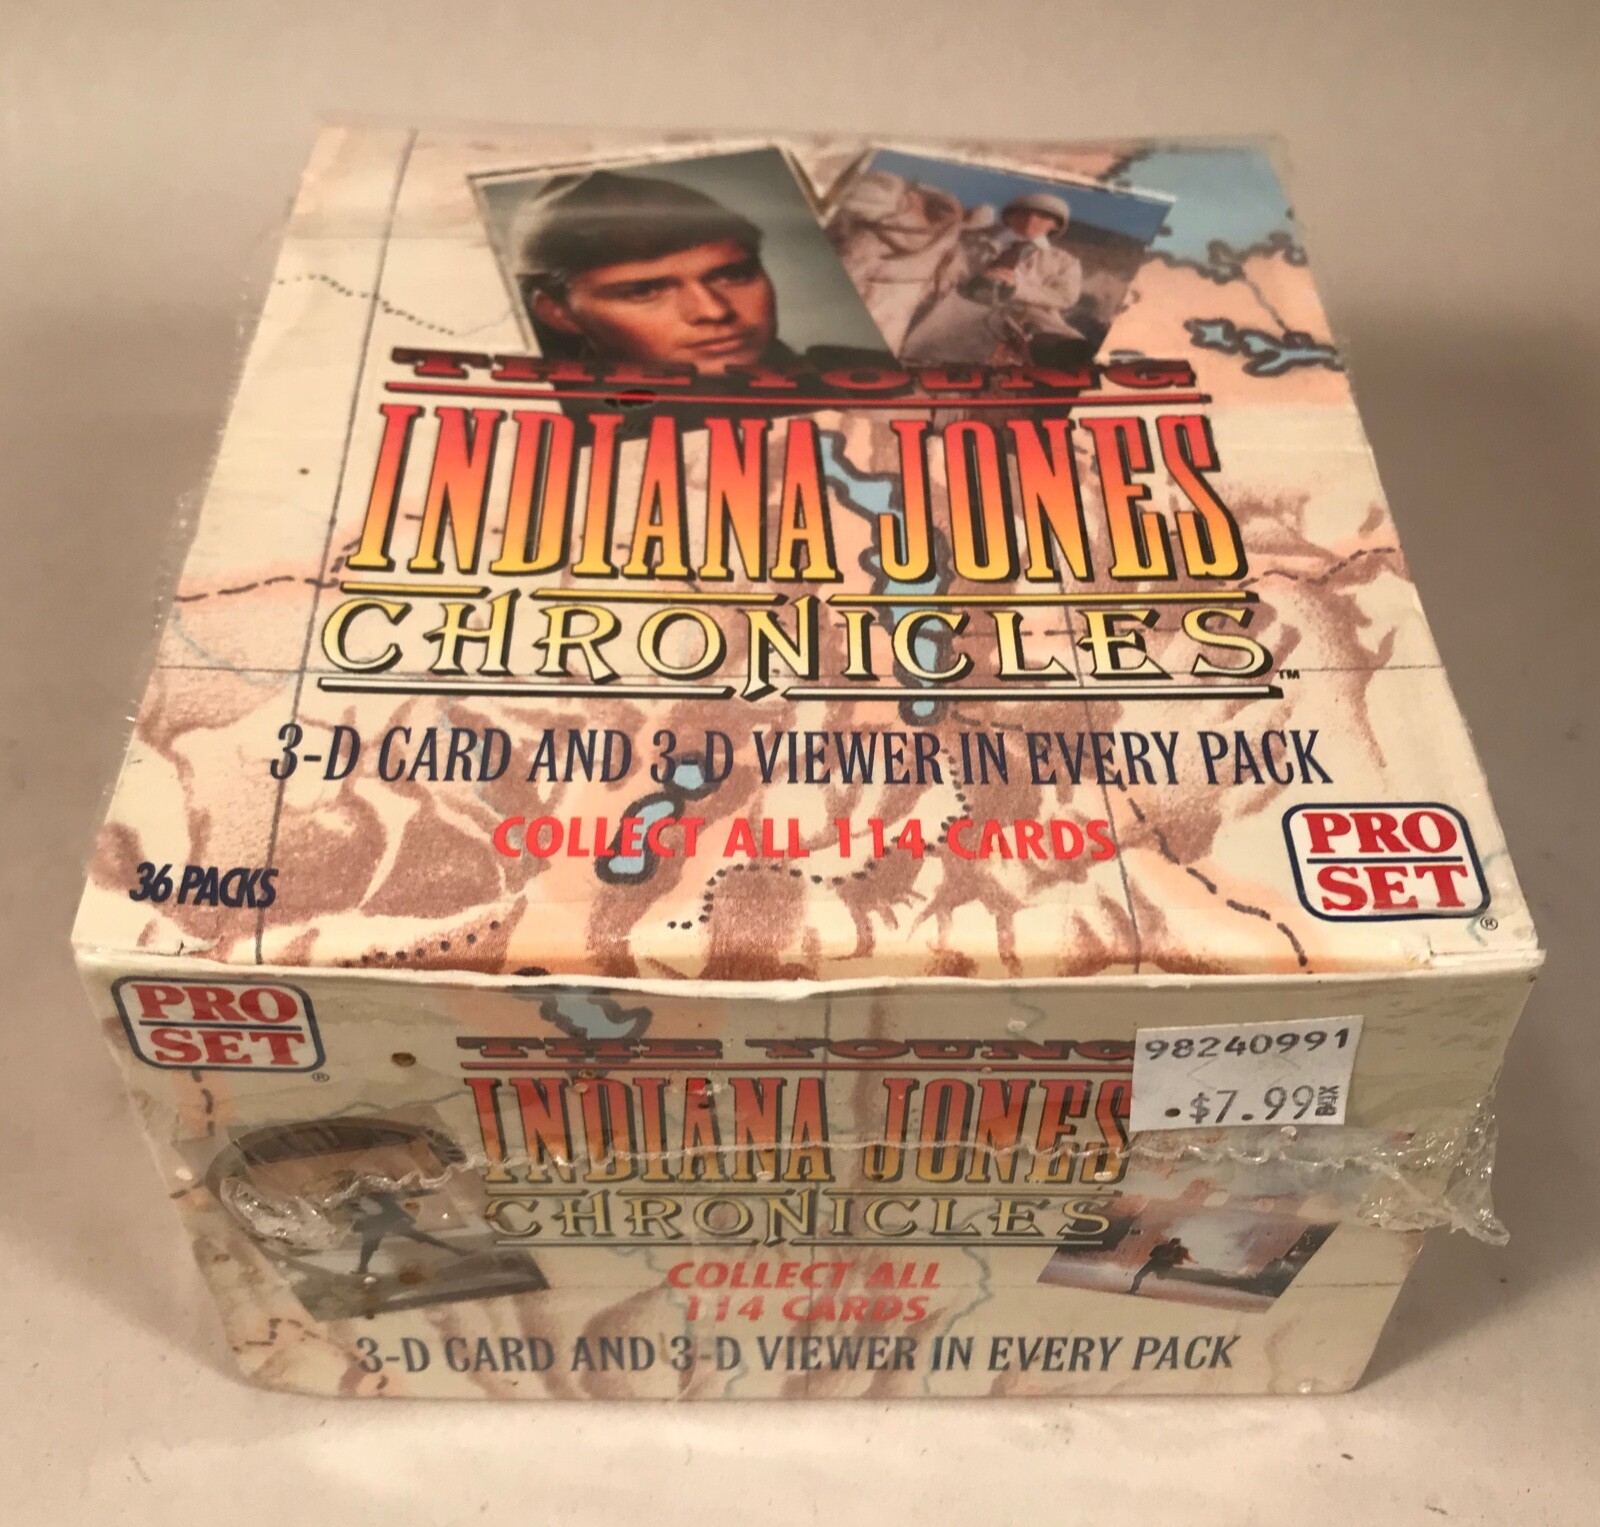 THE YOUNG
INDIANA JONES
CHRONICLES™
3-D CARD AND 3-D VIEWER IN EVERY PACK
COLLECT ALL 114 CARDS
36 PACKS
PRO
SET
®
PRO
SET
®
THE YOUNG
INDIANA JONES
CHRONICLES
COLLECT ALL
114 CARDS
3-D CARD AND 3-D VIEWER IN EVERY PACK
98240991
$7.99